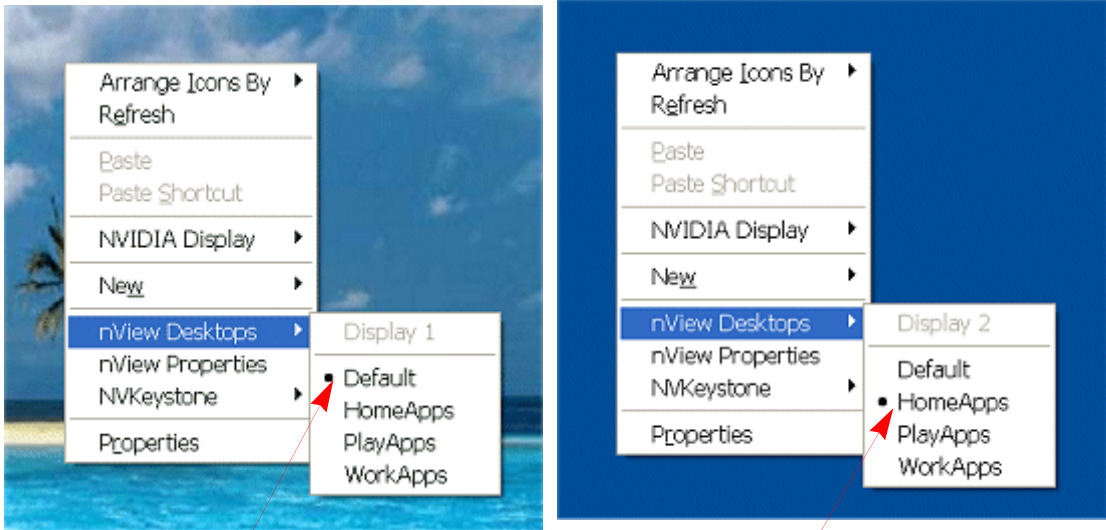 Arrange Icons By
Refresh
Paste
Paste Shortcut
NVIDIA Display
New
nView Desktops
nView Properties
NVKeystone
Properties
Display 1
Default
HomeApps
PlayApps
WorkApps
Arrange Icons By
Refresh
Paste
Paste Shortcut
NVIDIA Display
New
nView Desktops
nView Properties
NVKeystone
Properties
Display 2
Default
HomeApps
PlayApps
WorkApps